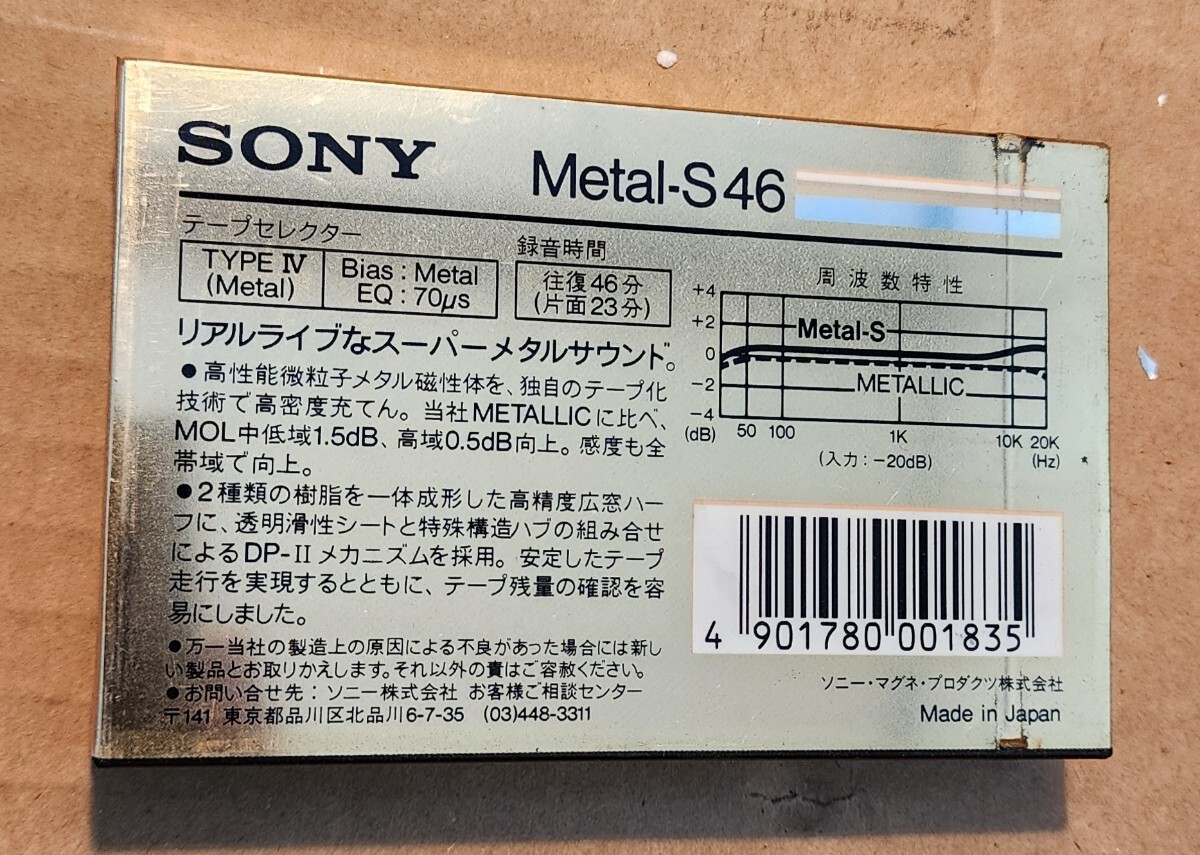 SONY Metal-S46
テープセレクター
TYPE IV
(Metal)
Bias : Metal
EQ : 70μs
録音時間
往復46分
(片面23分)
リアルライブなスーパーメタルサウンド。
●高性能微粒子メタル磁性体を、独自のテープ化
技術で高密度充てん。当社METALLICに比べ、
MOL中低域1.5dB、高域0.5dB向上。感度も全
帯域で向上。
●2種類の樹脂を一体成形した高精度広窓ハー
フに、透明滑性シートと特殊構造ハブの組み合せ
によるDP-IIメカニズムを採用。安定したテープ
走行を実現するとともに、テープ残量の確認を容
易にしました。
●万一当社の製造上の原因による不良があった場合には新し
い製品とお取りかえします。それ以外の責はご容赦ください。
●お問い合せ先：ソニー株式会社 お客様ご相談センター
〒141 東京都品川区北品川6-7-35 (03)448-3311
周波数特性
+4
+2
0
-2
-4
(dB)
Metal-S
METALLIC
50 100 1K 10K 20K
(Hz)
(入力：-20dB)
4 901780 001835
ソニー・マグネ・プロダクツ株式会社
Made in Japan